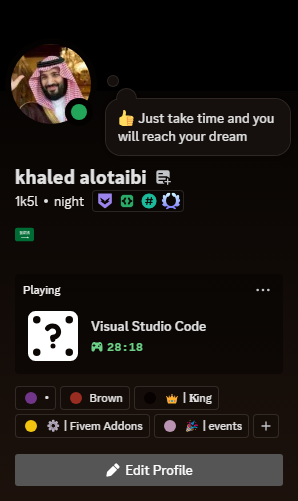 👍 Just take time and you
will reach your dream
khaled alotaibi
1k5l • night #
Playing
Visual Studio Code
28:18
•
Brown
👑 | King
⚙️ | Fivem Addons
🎉 | events
+
Edit Profile